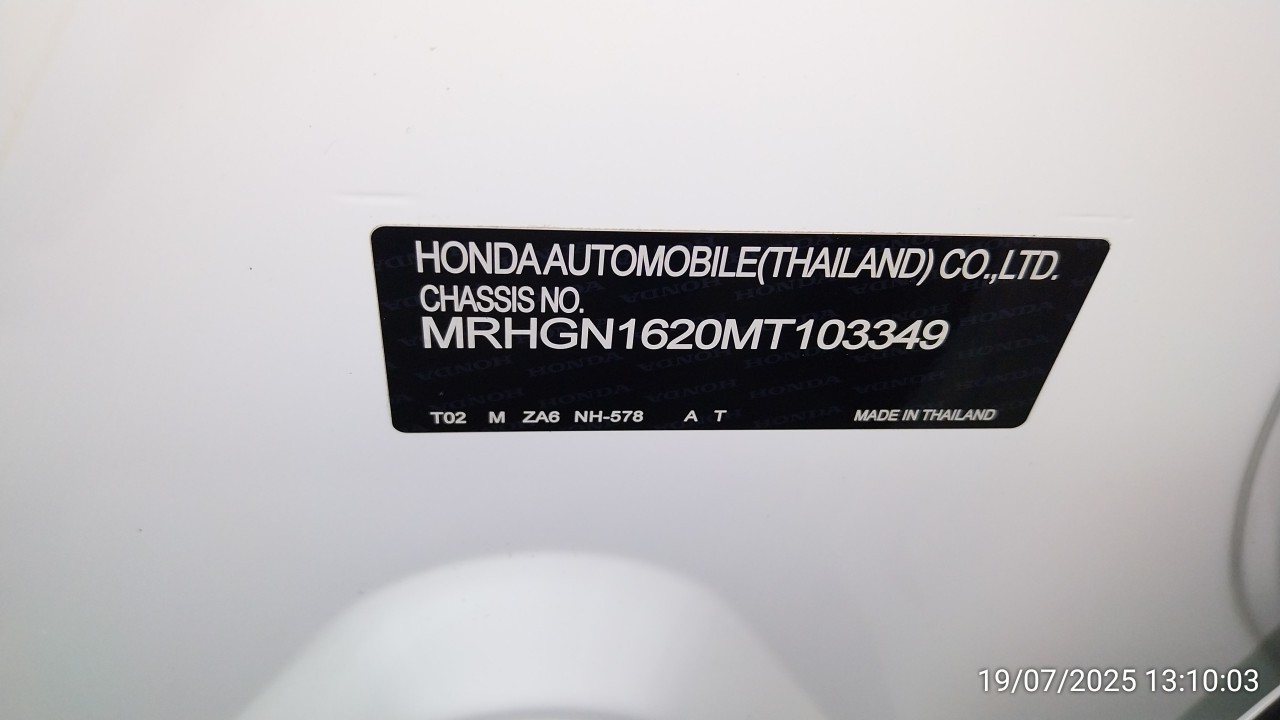 HONDA AUTOMOBILE (THAILAND) CO.,LTD.
CHASSIS NO.
MRHGN1620MT103349
T02 M ZA6 NH-578 A T MADE IN THAILAND
19/07/2025 13:10:03